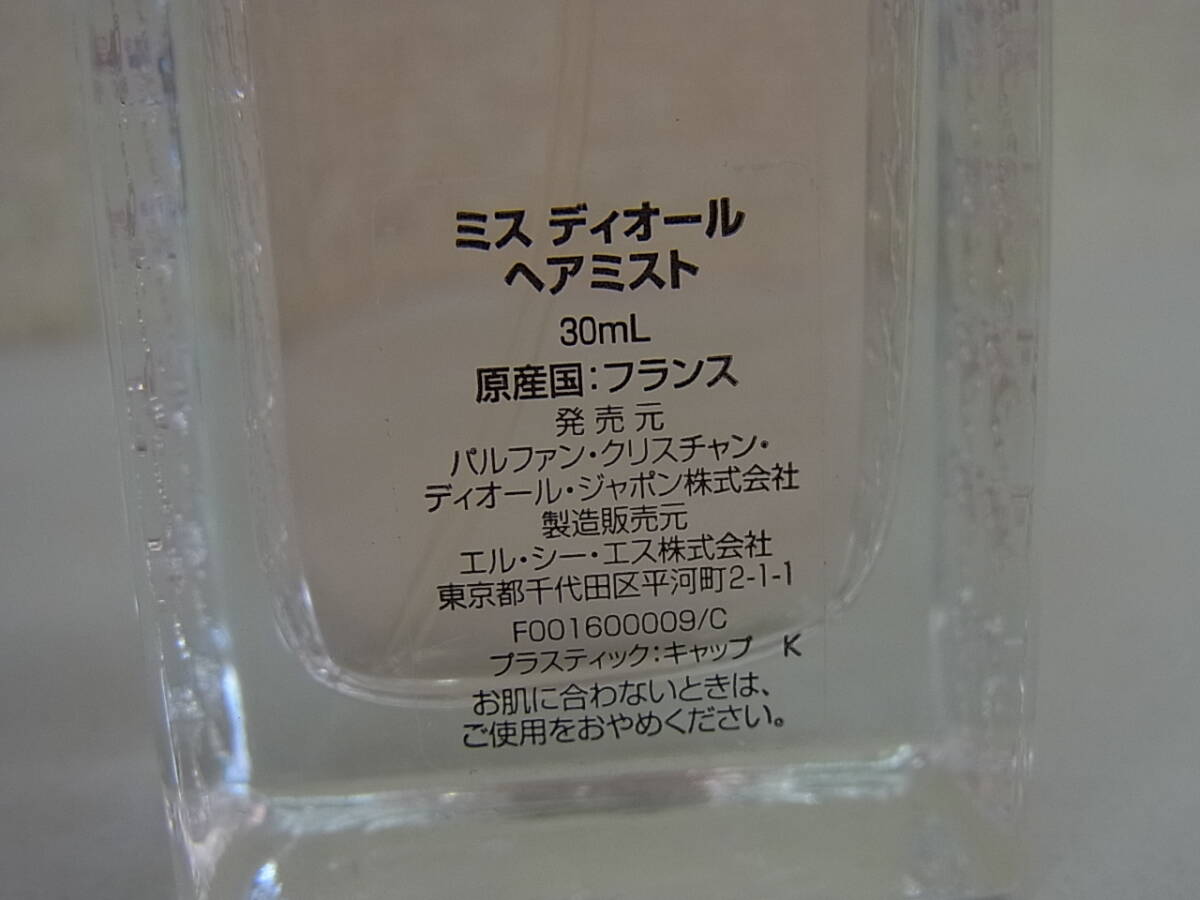 ミス ディオール
ヘアミスト
30mL
原産国：フランス
発売元
パルファン・クリスチャン・
ディオール・ジャポン株式会社
製造販売元
エル・シー・エス株式会社
東京都千代田区平河町2-1-1
F001600009/C
プラスティック：キャップ K
お肌に合わないときは、
ご使用をおやめください。